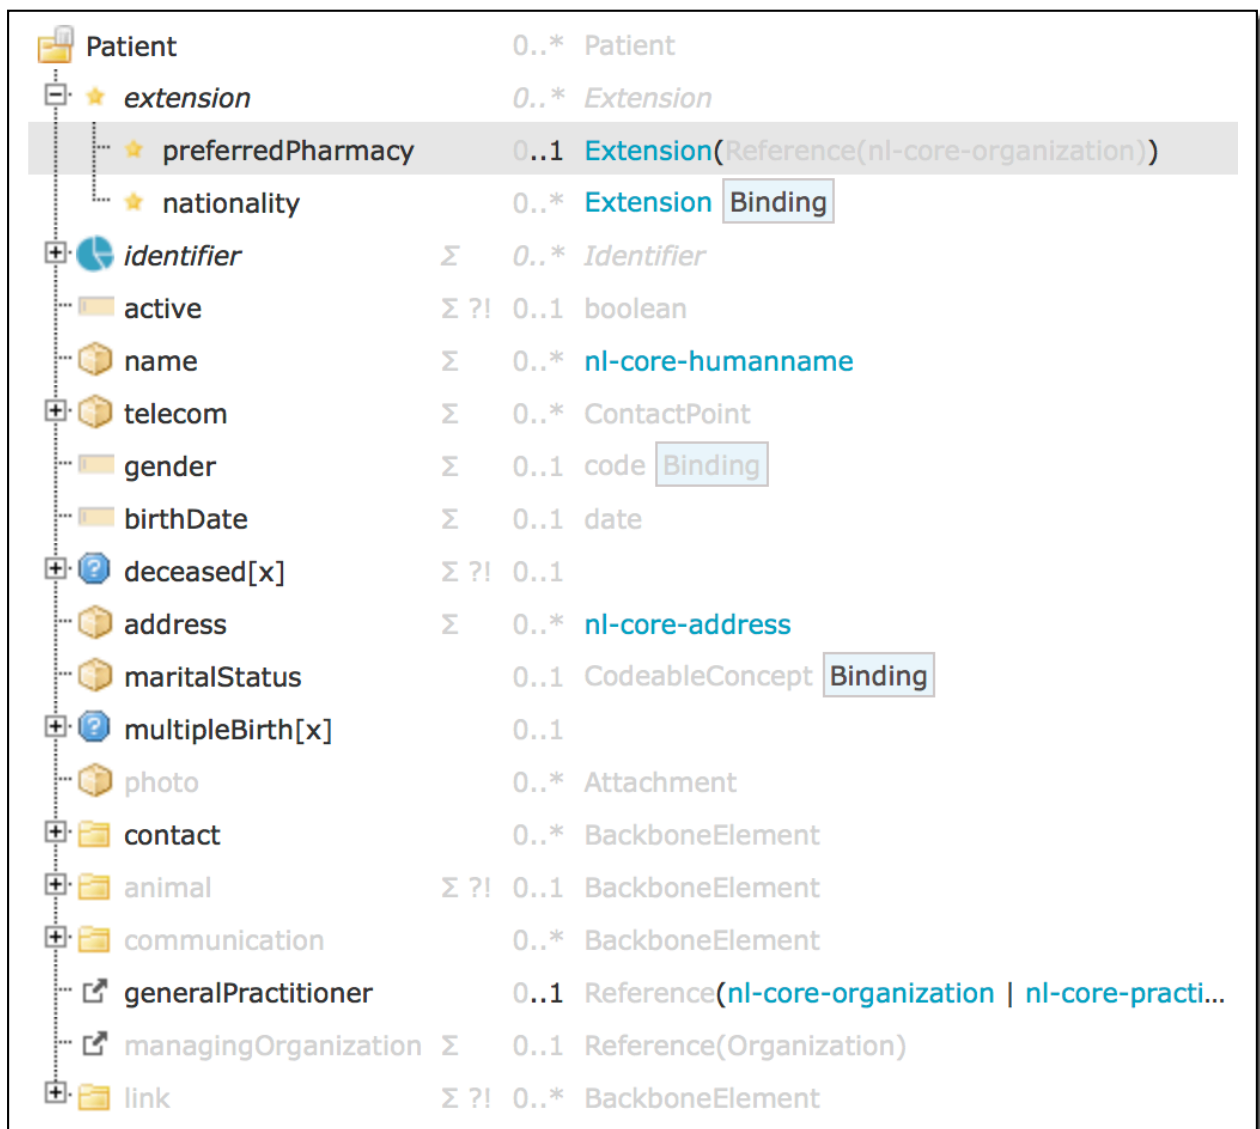 Patient 0..* Patient
extension 0..* Extension
preferredPharmacy 0..1 Extension(Reference(nl-core-organization))
nationality 0..* Extension Binding
identifier Σ 0..* Identifier
active Σ ?! 0..1 boolean
name Σ 0..* nl-core-humanname
telecom Σ 0..* ContactPoint
gender Σ 0..1 code Binding
birthDate Σ 0..1 date
deceased[x] Σ ?! 0..1
address Σ 0..* nl-core-address
maritalStatus 0..1 CodeableConcept Binding
multipleBirth[x] 0..1
photo 0..* Attachment
contact 0..* BackboneElement
animal Σ ?! 0..1 BackboneElement
communication 0..* BackboneElement
generalPractitioner 0..1 Reference(nl-core-organization | nl-core-practi...
managingOrganization Σ 0..1 Reference(Organization)
link Σ ?! 0..* BackboneElement